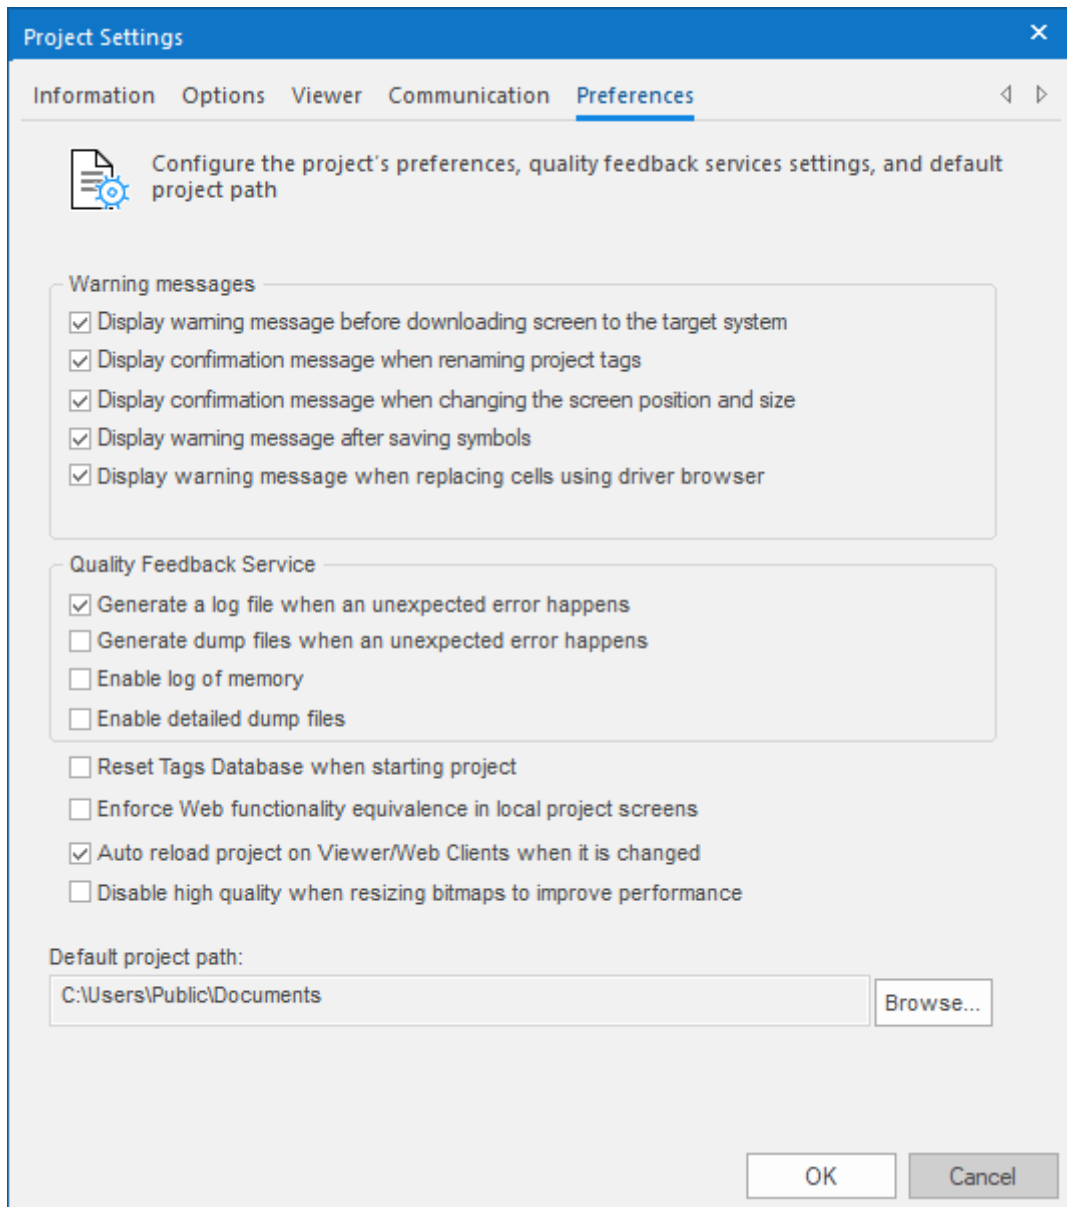 Project Settings
Information Options Viewer Communication Preferences
Configure the project's preferences, quality feedback services settings, and default
project path
Warning messages
Display warning message before downloading screen to the target system
Display confirmation message when renaming project tags
Display confirmation message when changing the screen position and size
Display warning message after saving symbols
Display warning message when replacing cells using driver browser
Quality Feedback Service
Generate a log file when an unexpected error happens
Generate dump files when an unexpected error happens
Enable log of memory
Enable detailed dump files
Reset Tags Database when starting project
Enforce Web functionality equivalence in local project screens
Auto reload project on Viewer/Web Clients when it is changed
Disable high quality when resizing bitmaps to improve performance
Default project path:
C:\Users\Public\Documents
Browse...
OK Cancel